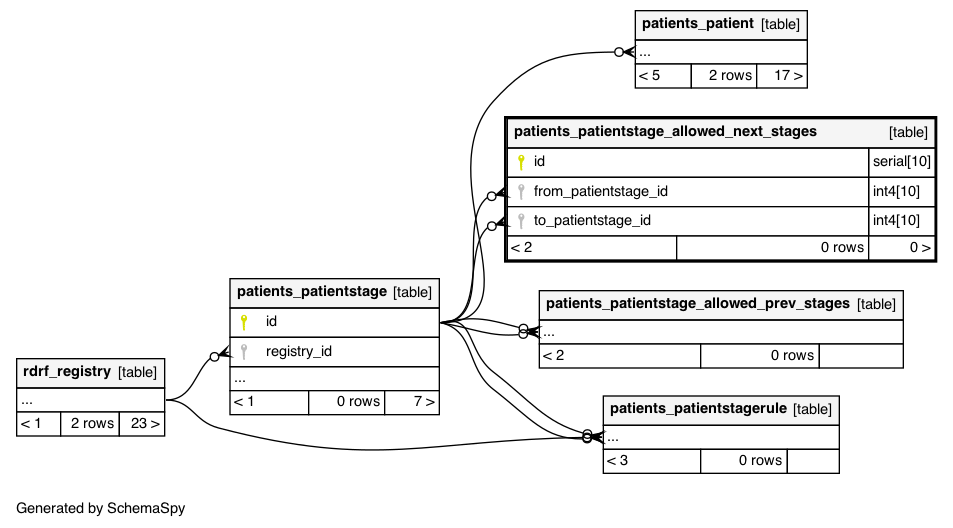 patients_patient [table]
...
< 5 2 rows 17 >
patients_patientstage_allowed_next_stages [table]
id serial[10]
from_patientstage_id int4[10]
to_patientstage_id int4[10]
< 2 0 rows 0 >
patients_patientstage [table]
id
registry_id
...
< 1 0 rows 7 >
patients_patientstage_allowed_prev_stages [table]
...
< 2 0 rows
rdrf_registry [table]
...
< 1 2 rows 23 >
patients_patientstagerule [table]
...
< 3 0 rows
Generated by SchemaSpy